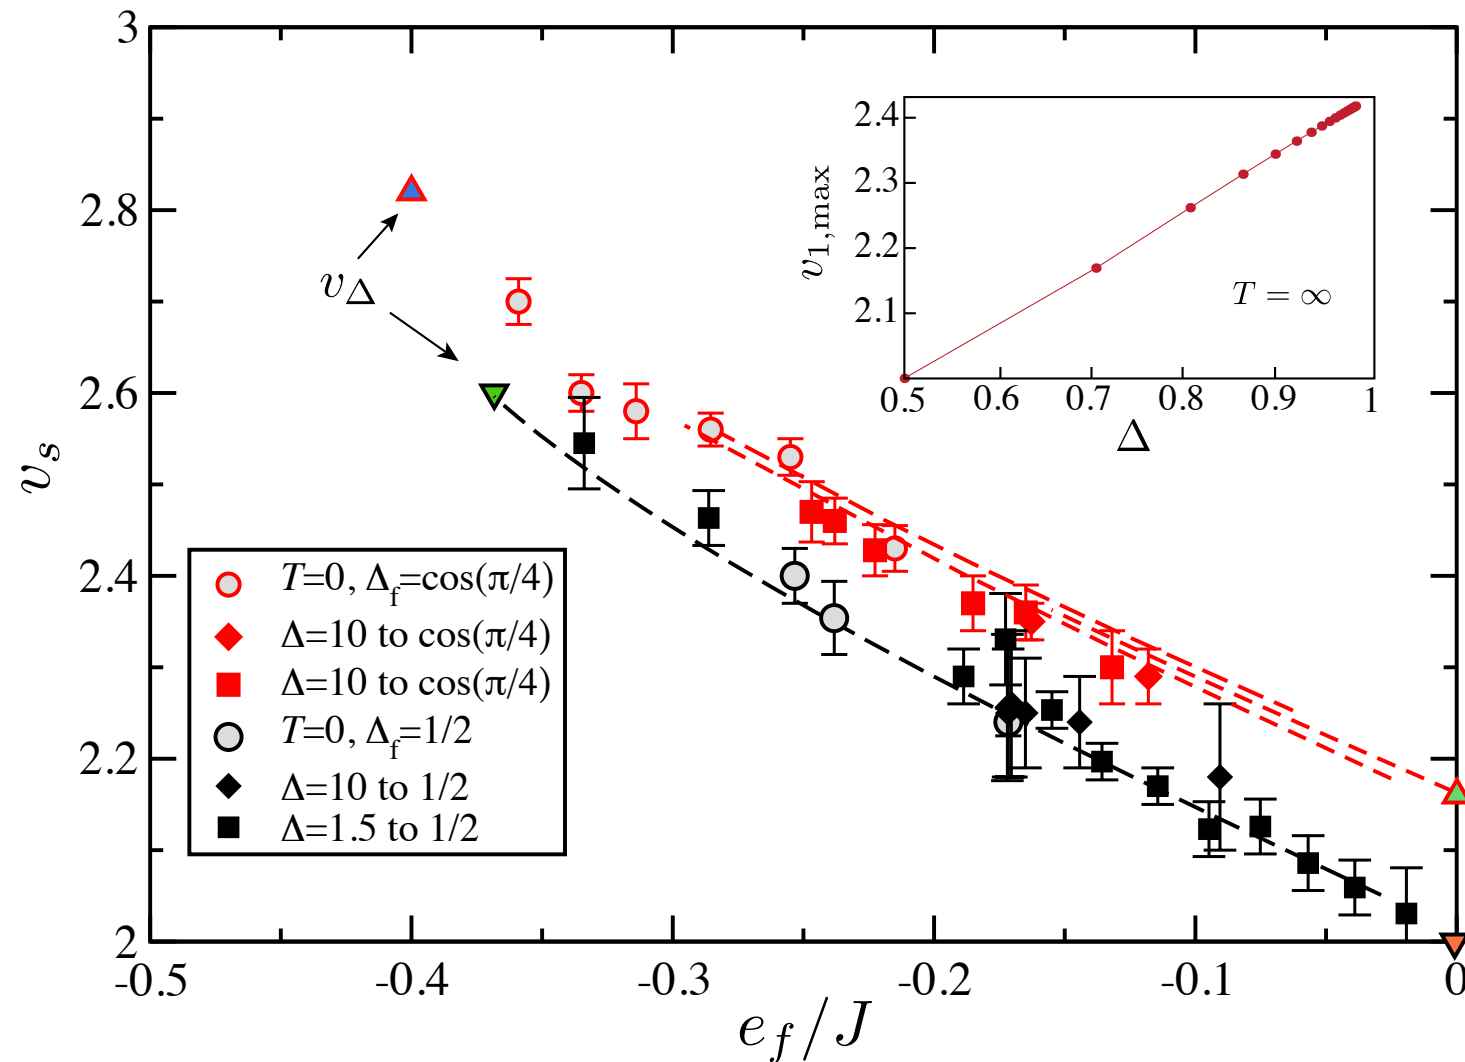 3
2.8
2.6
2.4
2.2
2
v_s
-0.5
-0.4
-0.3
-0.2
-0.1
0
e_f/J
v_Δ
T=0, Δ_f=cos(π/4)
Δ=10 to cos(π/4)
Δ=10 to cos(π/4)
T=0, Δ_f=1/2
Δ=10 to 1/2
Δ=1.5 to 1/2
2.4
2.3
2.2
2.1
v_{1,max}
T = ∞
0.5
0.6
0.7
0.8
0.9
1
Δ